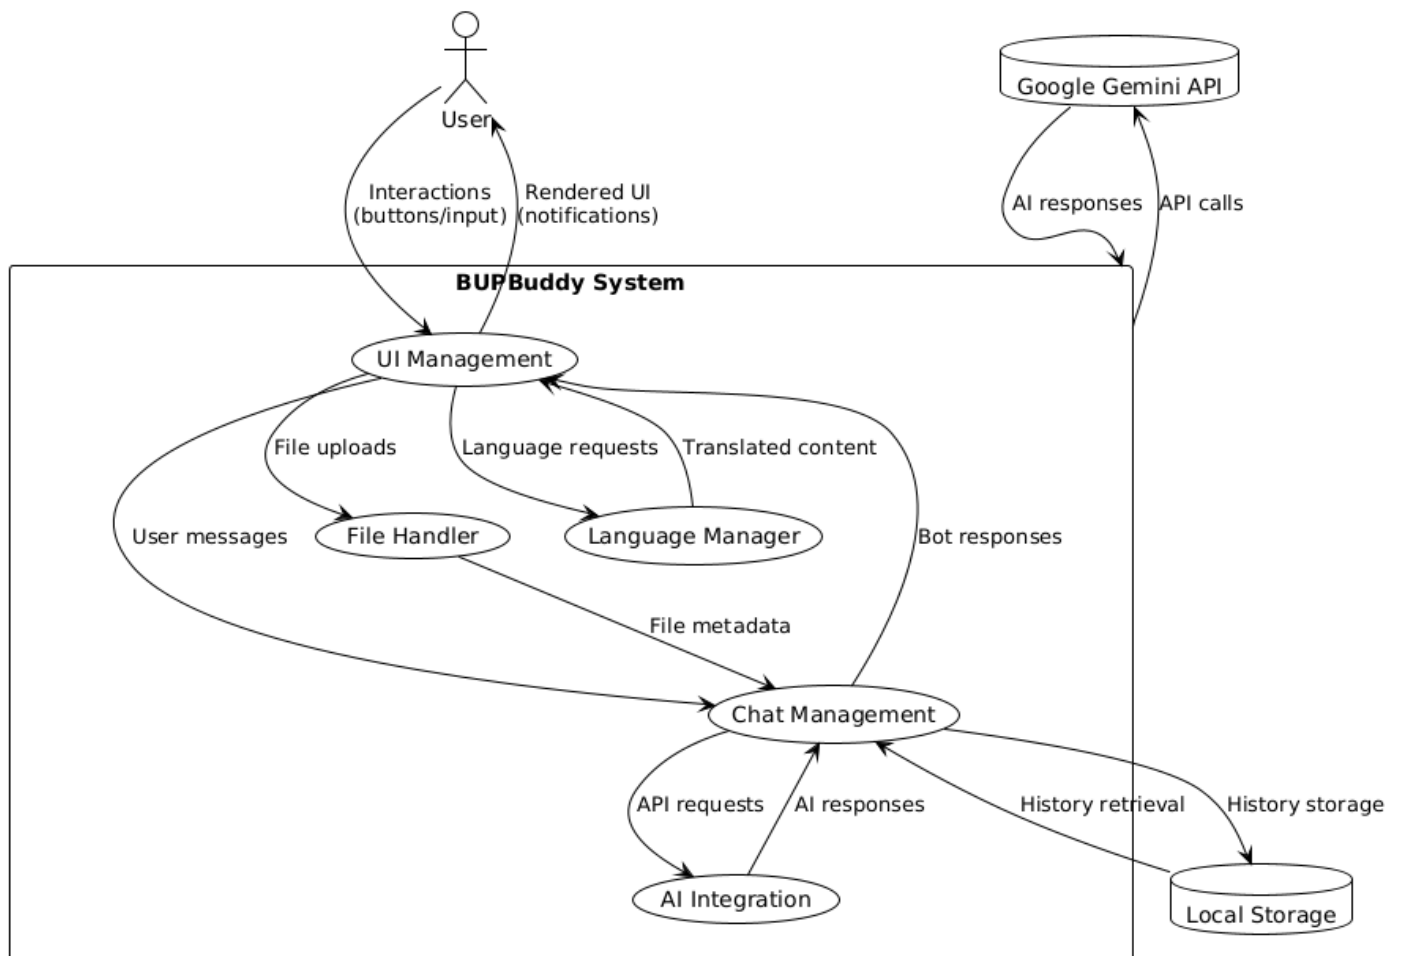 User
Google Gemini API
Interactions
(buttons/input)
Rendered UI
(notifications)
AI responses
API calls
BUPBuddy System
UI Management
File uploads
Language requests
Translated content
User messages
File Handler
Language Manager
Bot responses
File metadata
Chat Management
API requests
AI responses
History retrieval
History storage
AI Integration
Local Storage